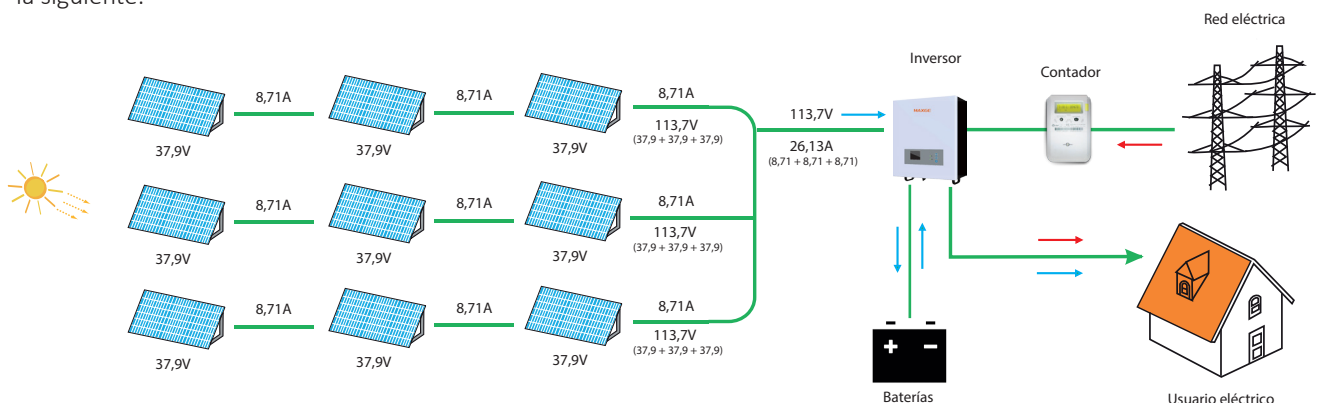 la siguiente:
Red eléctrica
Inversor
Contador
8,71A
8,71A
8,71A
113,7V
(37,9 + 37,9 + 37,9)
37,9V
37,9V
37,9V
113,7V
26,13A
(8,71 + 8,71 + 8,71)
8,71A
8,71A
8,71A
113,7V
(37,9 + 37,9 + 37,9)
37,9V
37,9V
37,9V
8,71A
8,71A
8,71A
113,7V
(37,9 + 37,9 + 37,9)
37,9V
37,9V
37,9V
Baterías
Usuario eléctrico